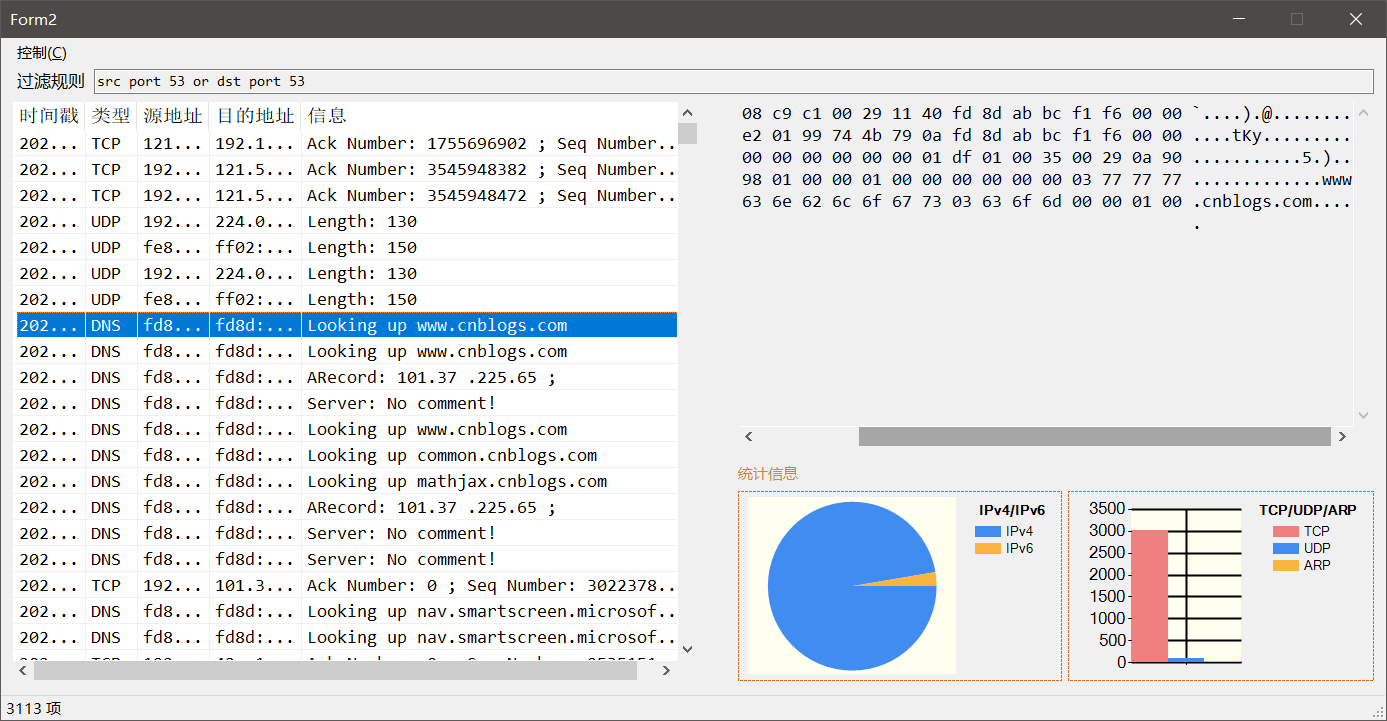 Form2
控制(C)
过滤规则 src port 53 or dst port 53
时间戳 类型 源地址 目的地址 信息
202... TCP 121... 192.1... Ack Number: 1755696902 ; Seq Number...
202... TCP 192... 121.5... Ack Number: 3545948382 ; Seq Number...
202... TCP 192... 121.5... Ack Number: 3545948472 ; Seq Number...
202... UDP 192... 224.0... Length: 130
202... UDP fe8... ff02:... Length: 150
202... UDP 192... 224.0... Length: 130
202... UDP fe8... ff02:... Length: 150
202... DNS fd8... fd8d:... Looking up www.cnblogs.com
202... DNS fd8... fd8d:... Looking up www.cnblogs.com
202... DNS fd8... fd8d:... ARecord: 101.37 .225.65 ;
202... DNS fd8... fd8d:... Server: No comment!
202... DNS fd8... fd8d:... Looking up www.cnblogs.com
202... DNS fd8... fd8d:... Looking up common.cnblogs.com
202... DNS fd8... fd8d:... Looking up mathjax.cnblogs.com
202... DNS fd8... fd8d:... ARecord: 101.37 .225.65 ;
202... DNS fd8... fd8d:... Server: No comment!
202... DNS fd8... fd8d:... Server: No comment!
202... TCP 192... 101.3... Ack Number: 0 ; Seq Number: 3022378...
202... DNS fd8... fd8d:... Looking up nav.smartscreen.microsof...
202... DNS fd8... fd8d:... Looking up nav.smartscreen.microsof...
08 c9 c1 00 29 11 40 fd 8d ab bc f1 f6 00 00 `....).@........
e2 01 99 74 4b 79 0a fd 8d ab bc f1 f6 00 00 ....tKy.........
00 00 00 00 00 00 01 df 01 00 35 00 29 0a 90 ...........5.)..
98 01 00 00 01 00 00 00 00 00 00 03 77 77 77 .............www
63 6e 62 6c 6f 67 73 03 63 6f 6d 00 00 01 00 .cnblogs.com....
.
统计信息
IPv4/IPv6
IPv4
IPv6
3500
3000
2500
2000
1500
1000
500
0
TCP/UDP/ARP
TCP
UDP
ARP
3113 项